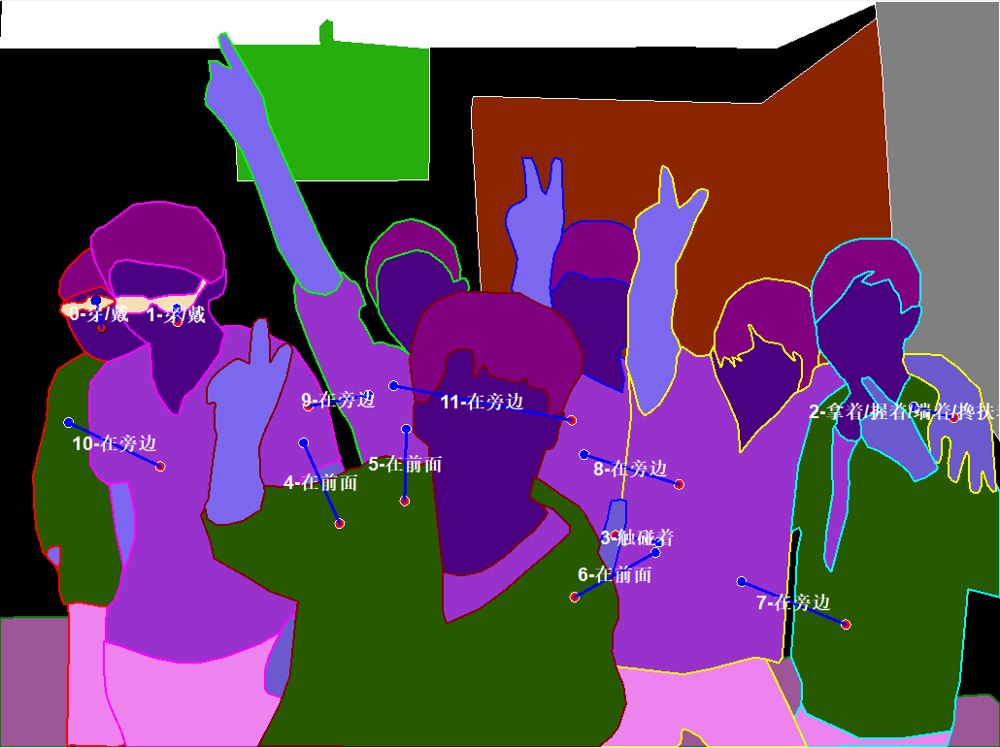 0-穿/戴
1-穿/戴
9-在旁边
11-在旁边
2-拿着/握着/端着/搀扶着
10-在旁边
5-在前面
8-在旁边
4-在前面
3-触碰着
6-在前面
7-在旁边